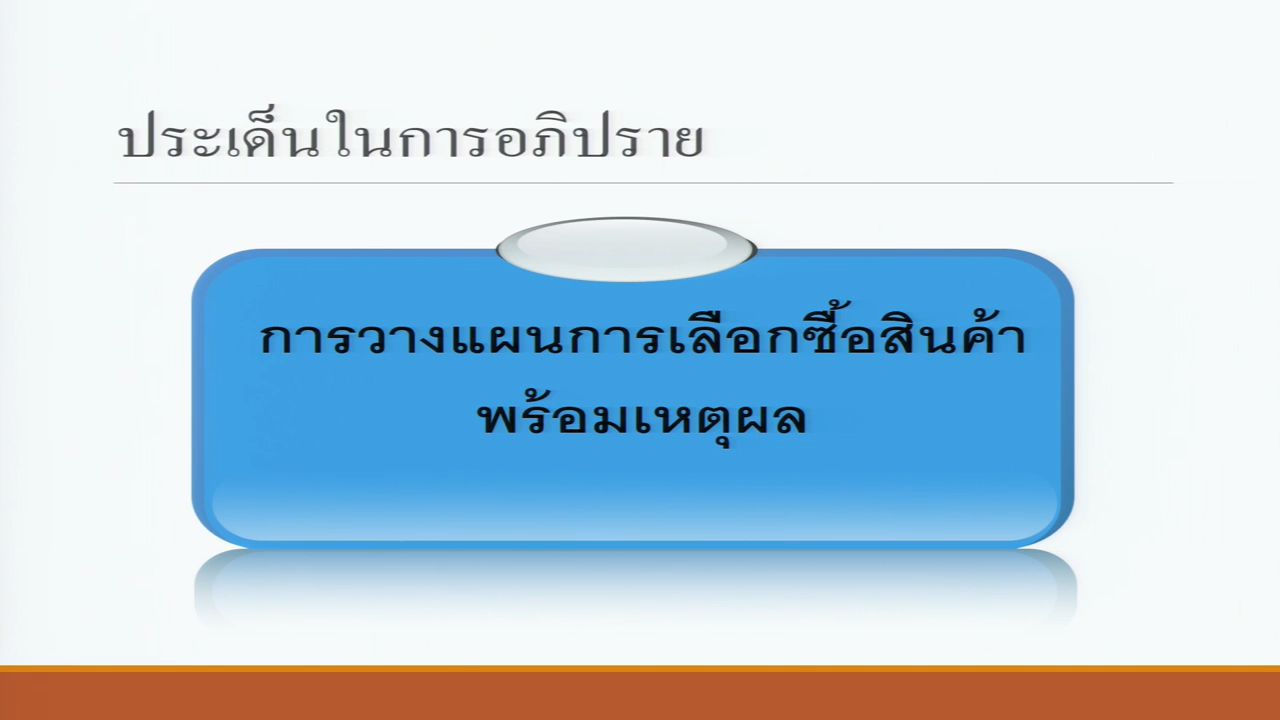 ประเด็นในการอภิปราย
การวางแผนการเลือกซื้อสินค้า
พร้อมเหตุผล